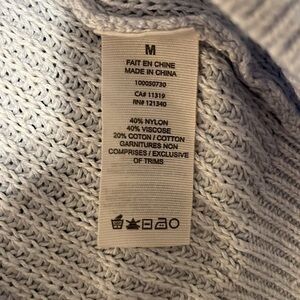 M
FAIT EN CHINE
MADE IN CHINA
100050730
CA# 11319
RN# 121340
40% NYLON
40% VISCOSE
20% COTON / COTTON
GARNITURES NON
COMPRISES / EXCLUSIVE
OF TRIMS